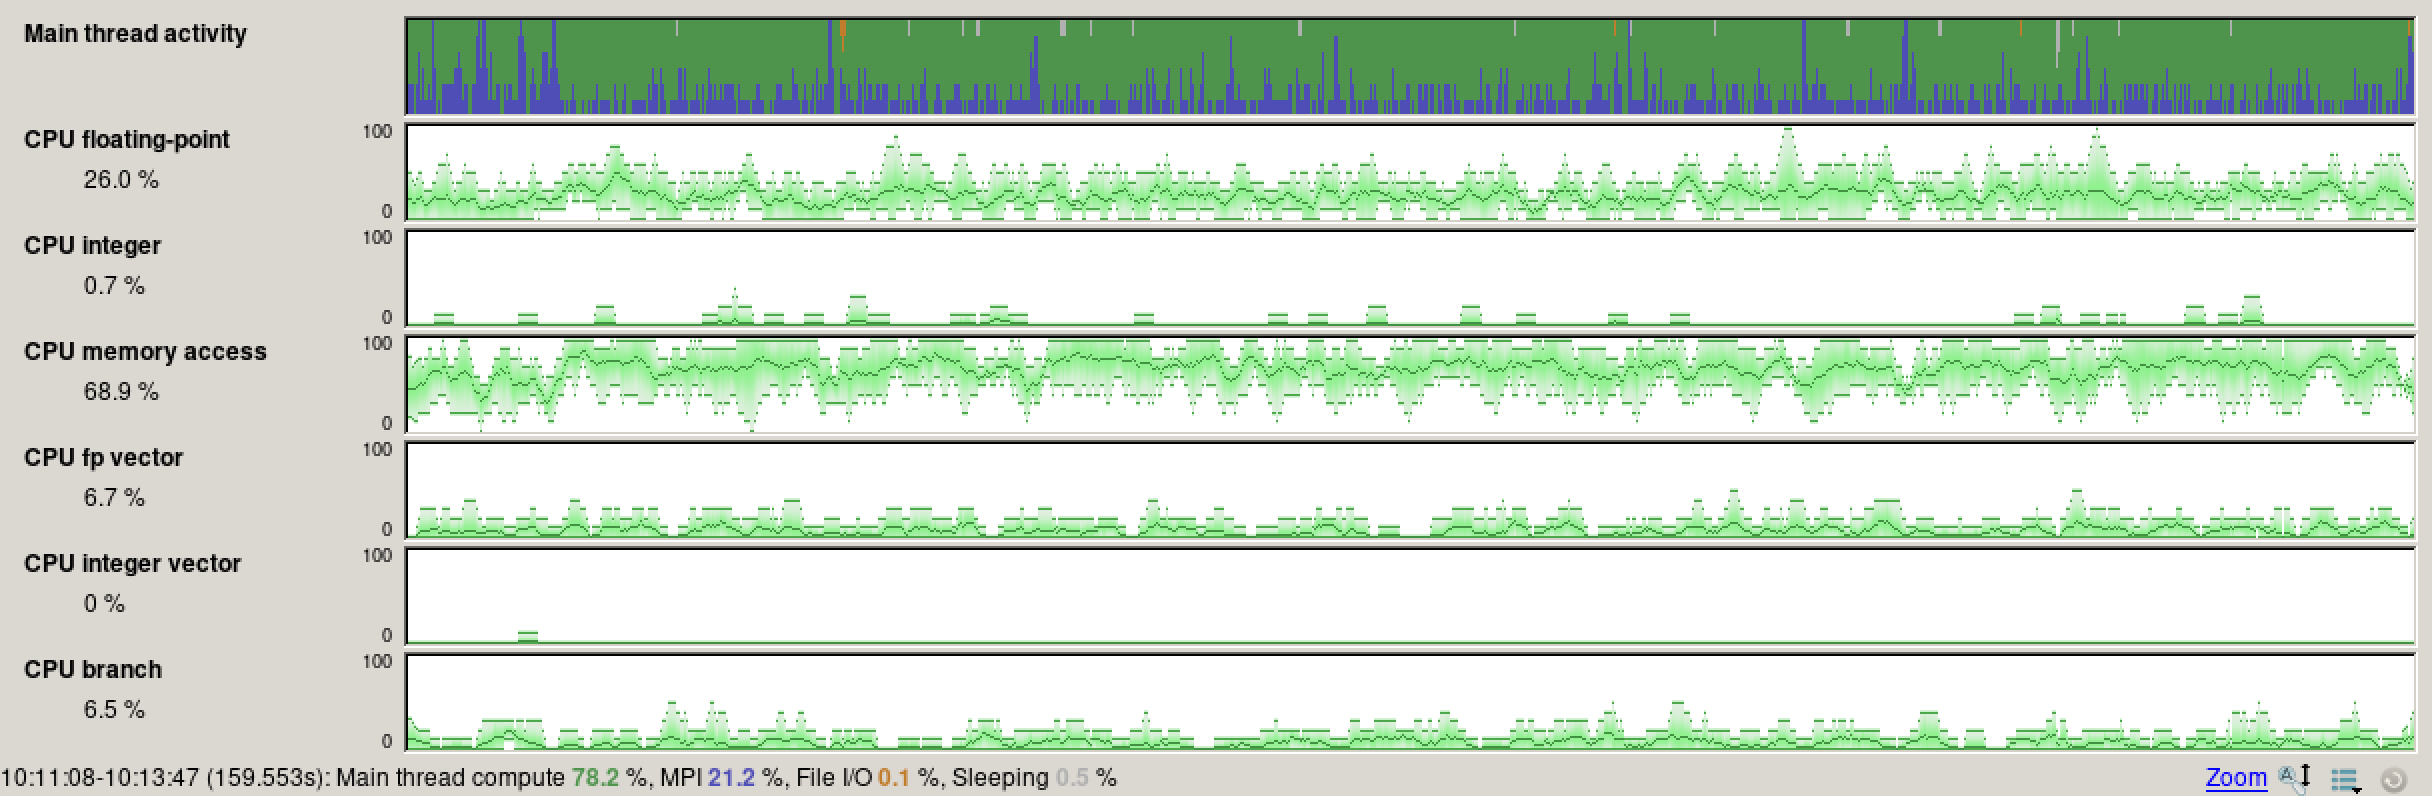 Main thread activity
CPU floating-point
26.0 %
100
0
CPU integer
0.7 %
100
0
CPU memory access
68.9 %
100
0
CPU fp vector
6.7 %
100
0
CPU integer vector
0 %
100
0
CPU branch
6.5 %
100
0
10:11:08-10:13:47 (159.553s): Main thread compute 78.2 %, MPI 21.2 %, File I/O 0.1 %, Sleeping 0.5 %
Zoom